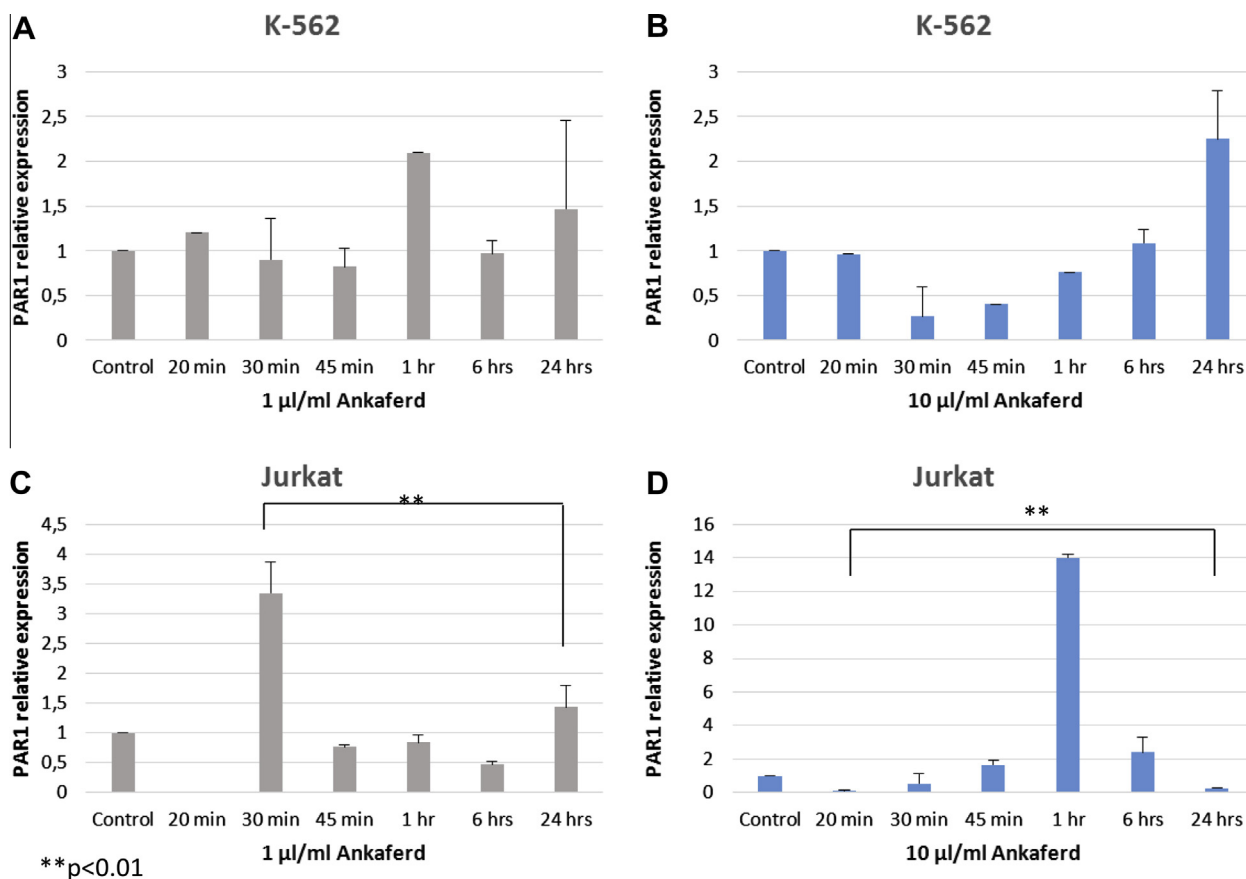 A
K-562
PAR1 relative expression
3
2,5
2
1,5
1
0,5
0
Control 20 min 30 min 45 min 1 hr 6 hrs 24 hrs
1 µl/ml Ankaferd
B
K-562
PAR1 relative expression
3
2,5
2
1,5
1
0,5
0
Control 20 min 30 min 45 min 1 hr 6 hrs 24 hrs
10 µl/ml Ankaferd
C
Jurkat
**
PAR1 relative expression
4,5
4
3,5
3
2,5
2
1,5
1
0,5
0
Control 20 min 30 min 45 min 1 hr 6 hrs 24 hrs
1 µl/ml Ankaferd
**p<0.01
D
Jurkat
**
PAR1 relative expression
16
14
12
10
8
6
4
2
0
Control 20 min 30 min 45 min 1 hr 6 hrs 24 hrs
10 µl/ml Ankaferd